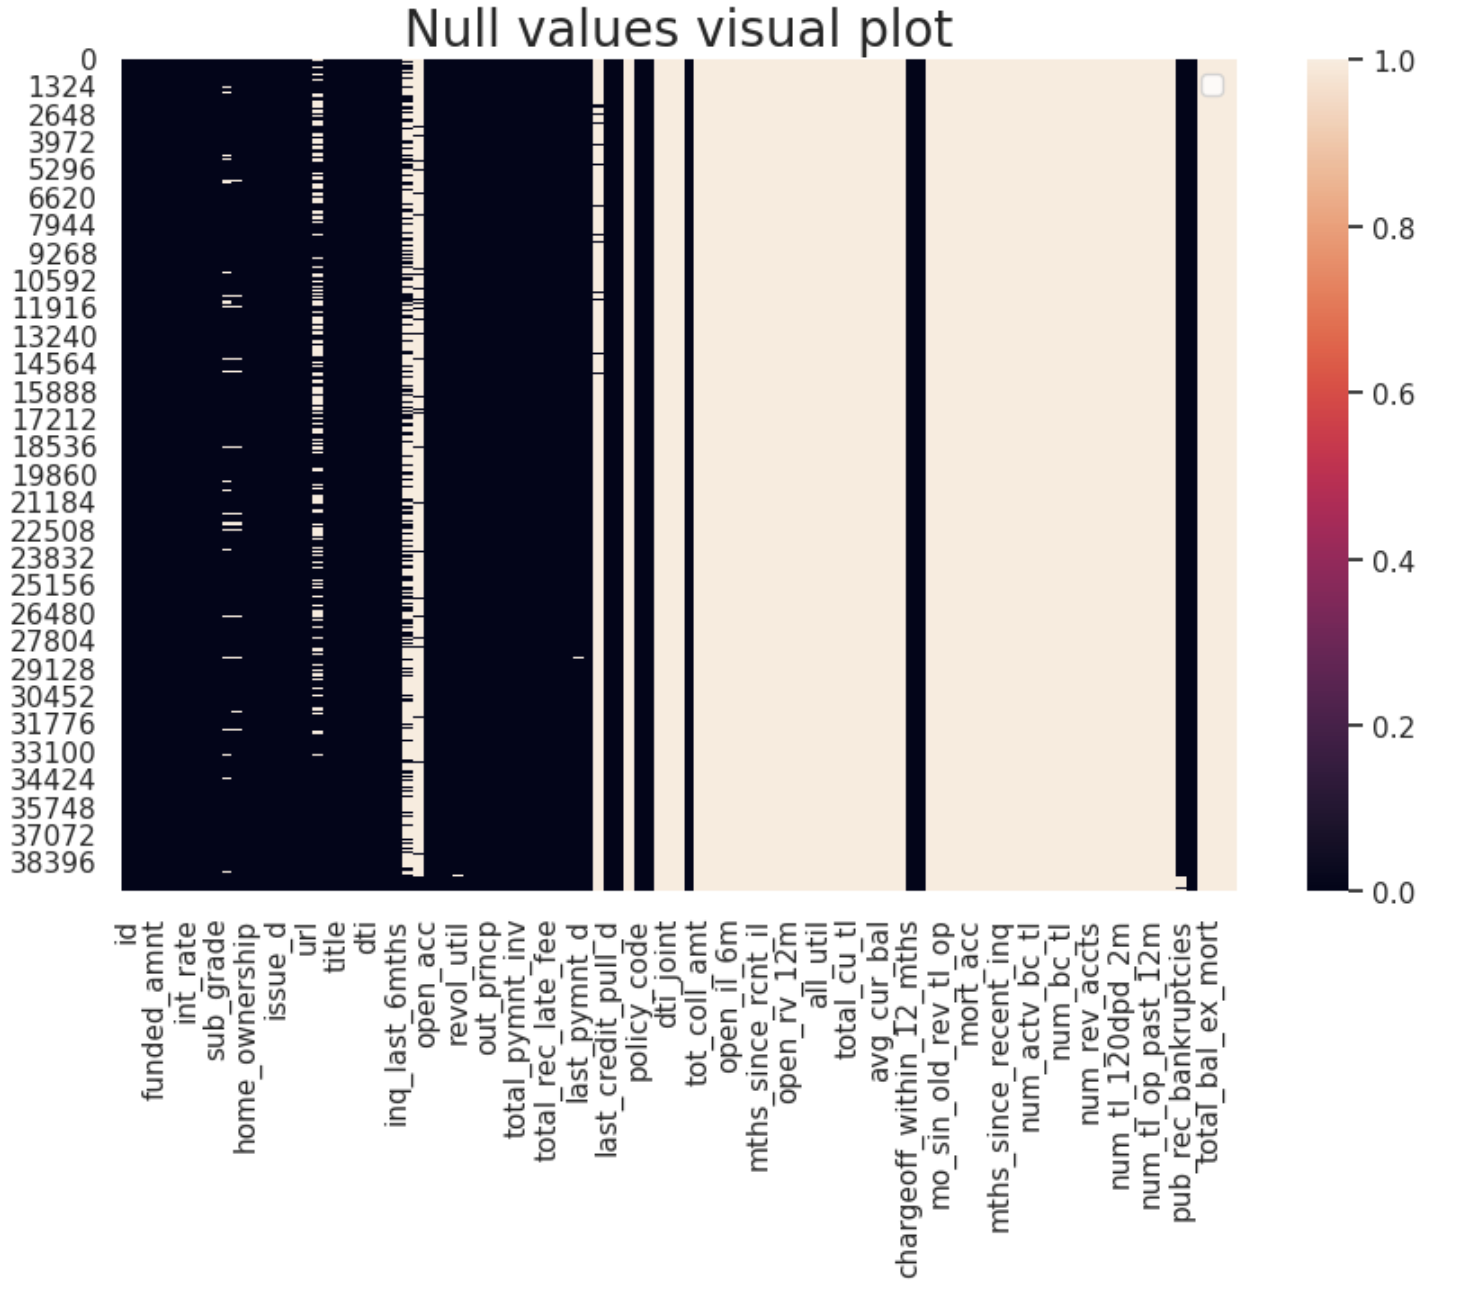 Null values visual plot
0
1324
2648
3972
5296
6620
7944
9268
10592
11916
13240
14564
15888
17212
18536
19860
21184
22508
23832
25156
26480
27804
29128
30452
31776
33100
34424
35748
37072
38396
1.0
0.8
0.6
0.4
0.2
0.0
id
funded_amnt
int_rate
sub_grade
home_ownership
issue_d
url
title
dti
inq_last_6mths
open_acc
revol_util
out_prncp
total_pymnt_inv
total_rec_late_fee
last_pymnt_d
last_credit_pull_d
policy_code
dti_joint
tot_coll_amt
open_il_6m
mths_since_rcnt_il
open_rv_12m
all_util
total_cu_tl
avg_cur_bal
chargeoff_within_12_mths
mo_sin_old_rev_tl_op
mort_acc
mths_since_recent_inq
num_actv_bc_tl
num_bc_tl
num_rev_accts
num_tl_120dpd_2m
num_tl_op_past_12m
pub_rec_bankruptcies
total_bal_ex_mort